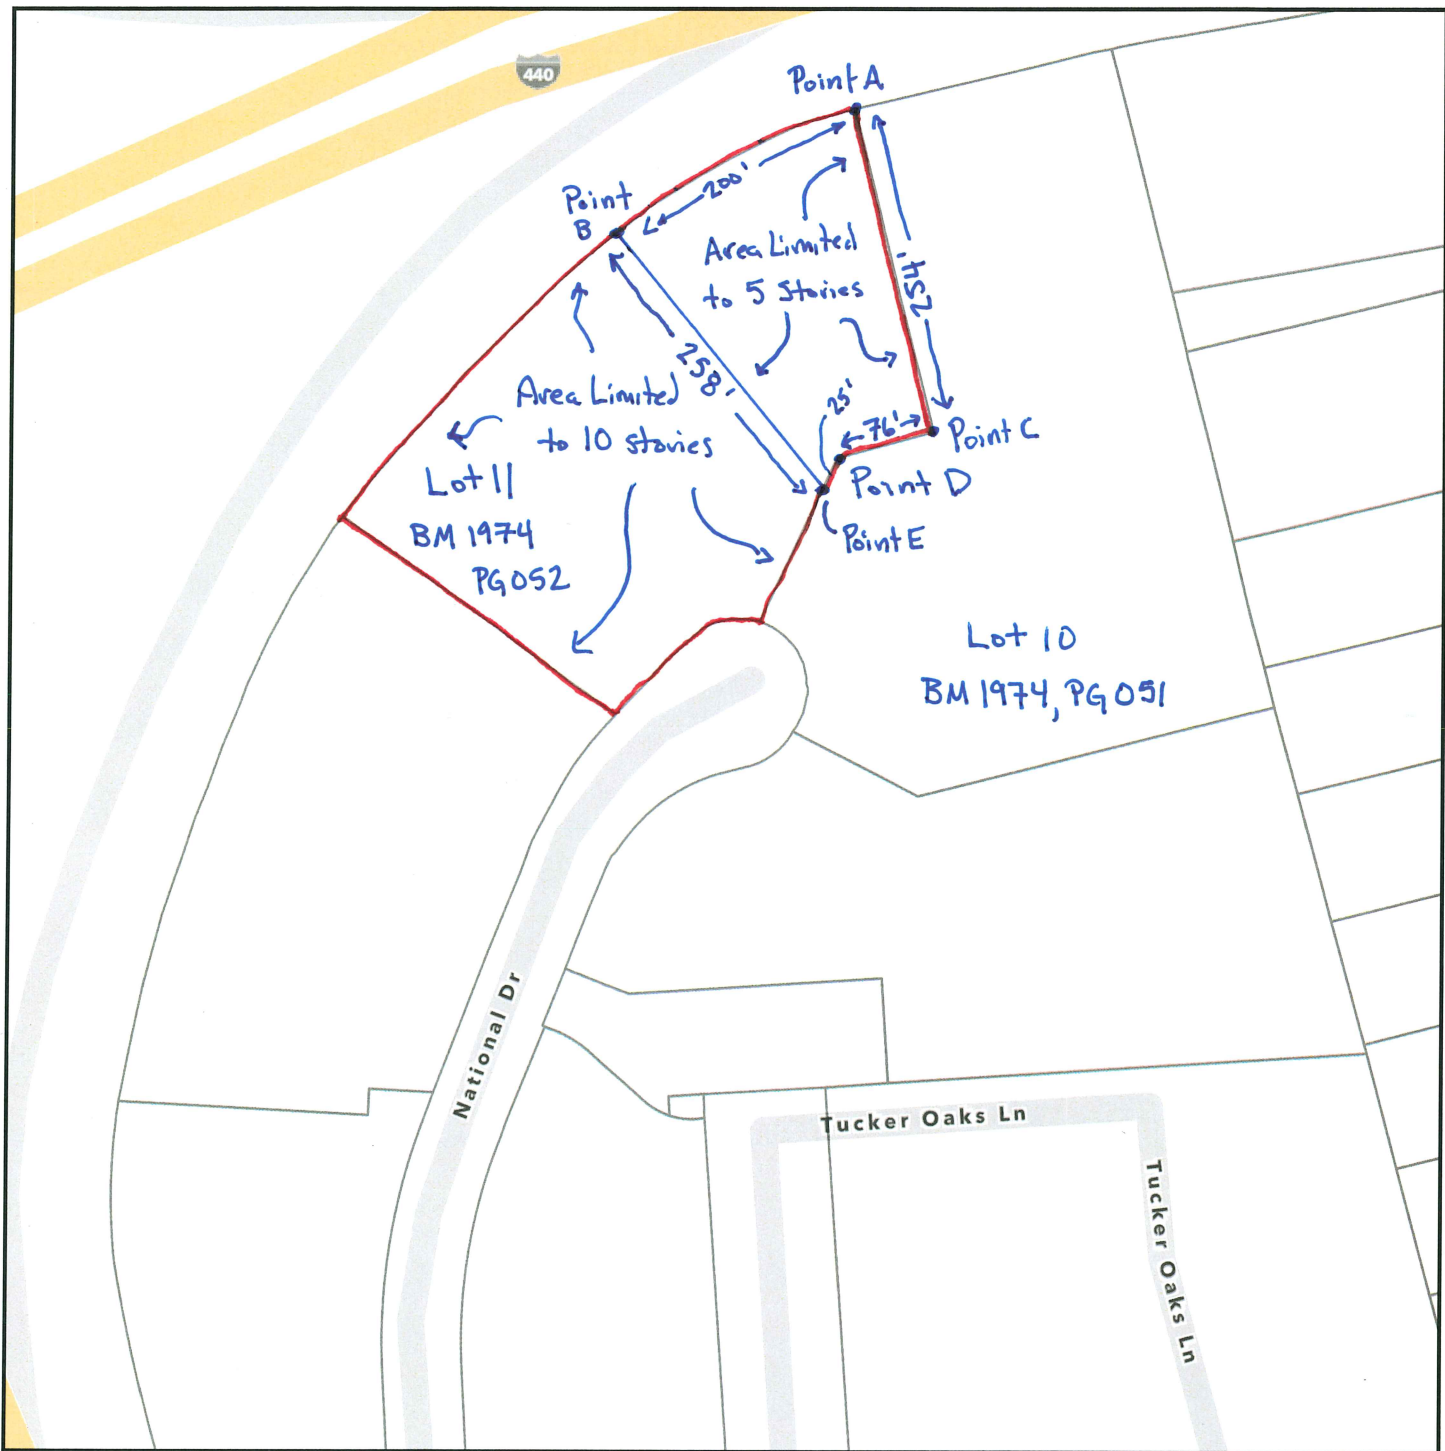 440
Point A
Point
B
200'
Area Limited
to 5 Stories
254'
258'
Area Limited
to 10 stories
25'
76'
Point C
Lot 11
Point D
BM 1974
Point E
PG 052
Lot 10
BM 1974, PG 051
National Dr
Tucker Oaks Ln
Tucker Oaks Ln